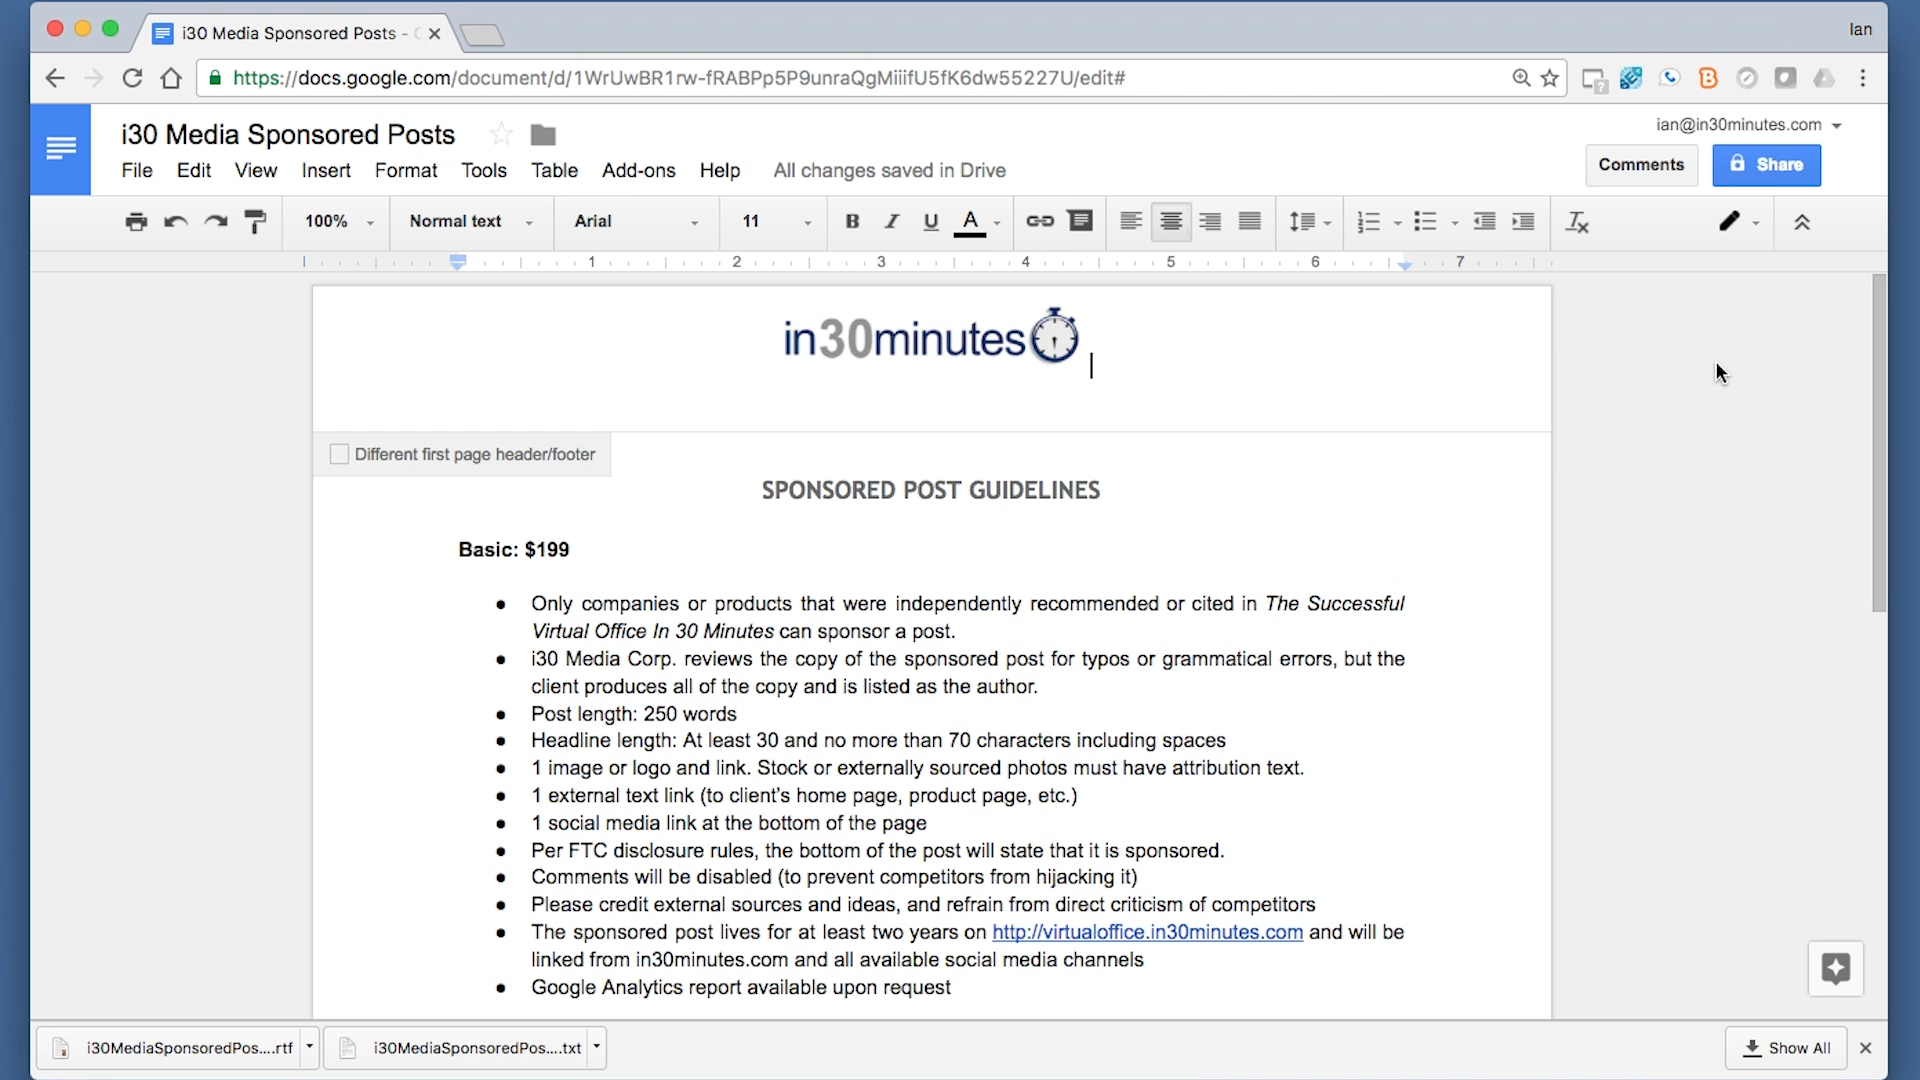 i30 Media Sponsored Posts -
Ian
https://docs.google.com/document/d/1WrUwBR1rw-fRABPp5P9unraQgMiiifU5fK6dw55227U/edit#
i30 Media Sponsored Posts
ian@in30minutes.com
File Edit View Insert Format Tools Table Add-ons Help All changes saved in Drive
Comments Share
100% Normal text Arial 11 B I U A
1 2 3 4 5 6 7
in30minutes
Different first page header/footer
SPONSORED POST GUIDELINES
Basic: $199
● Only companies or products that were independently recommended or cited in The Successful
Virtual Office In 30 Minutes can sponsor a post.
● i30 Media Corp. reviews the copy of the sponsored post for typos or grammatical errors, but the
client produces all of the copy and is listed as the author.
● Post length: 250 words
● Headline length: At least 30 and no more than 70 characters including spaces
● 1 image or logo and link. Stock or externally sourced photos must have attribution text.
● 1 external text link (to client's home page, product page, etc.)
● 1 social media link at the bottom of the page
● Per FTC disclosure rules, the bottom of the post will state that it is sponsored.
● Comments will be disabled (to prevent competitors from hijacking it)
● Please credit external sources and ideas, and refrain from direct criticism of competitors
● The sponsored post lives for at least two years on http://virtualoffice.in30minutes.com and will be
linked from in30minutes.com and all available social media channels
● Google Analytics report available upon request
i30MediaSponsoredPos....rtf i30MediaSponsoredPos....txt Show All